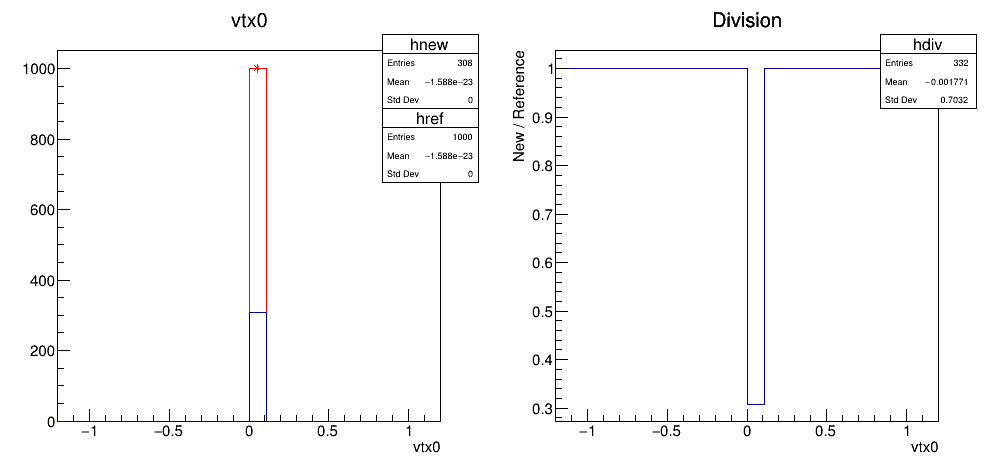 vtx0
hnew
Entries 308
Mean −1.588e−23
Std Dev 0
href
Entries 1000
Mean −1.588e−23
Std Dev 0
1000
800
600
400
200
0
−1 −0.5 0 0.5 1
vtx0
Division
hdiv
Entries 332
Mean −0.001771
Std Dev 0.7032
New / Reference
1
0.9
0.8
0.7
0.6
0.5
0.4
0.3
−1 −0.5 0 0.5 1
vtx0